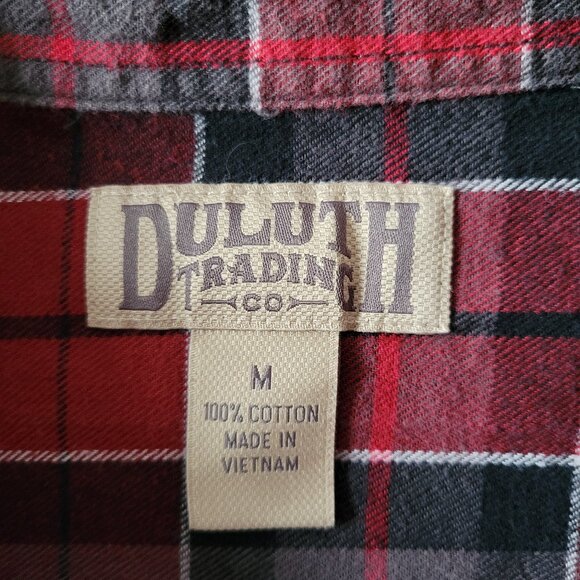 DULUTH
TRADING
CO
M
100% COTTON
MADE IN
VIETNAM